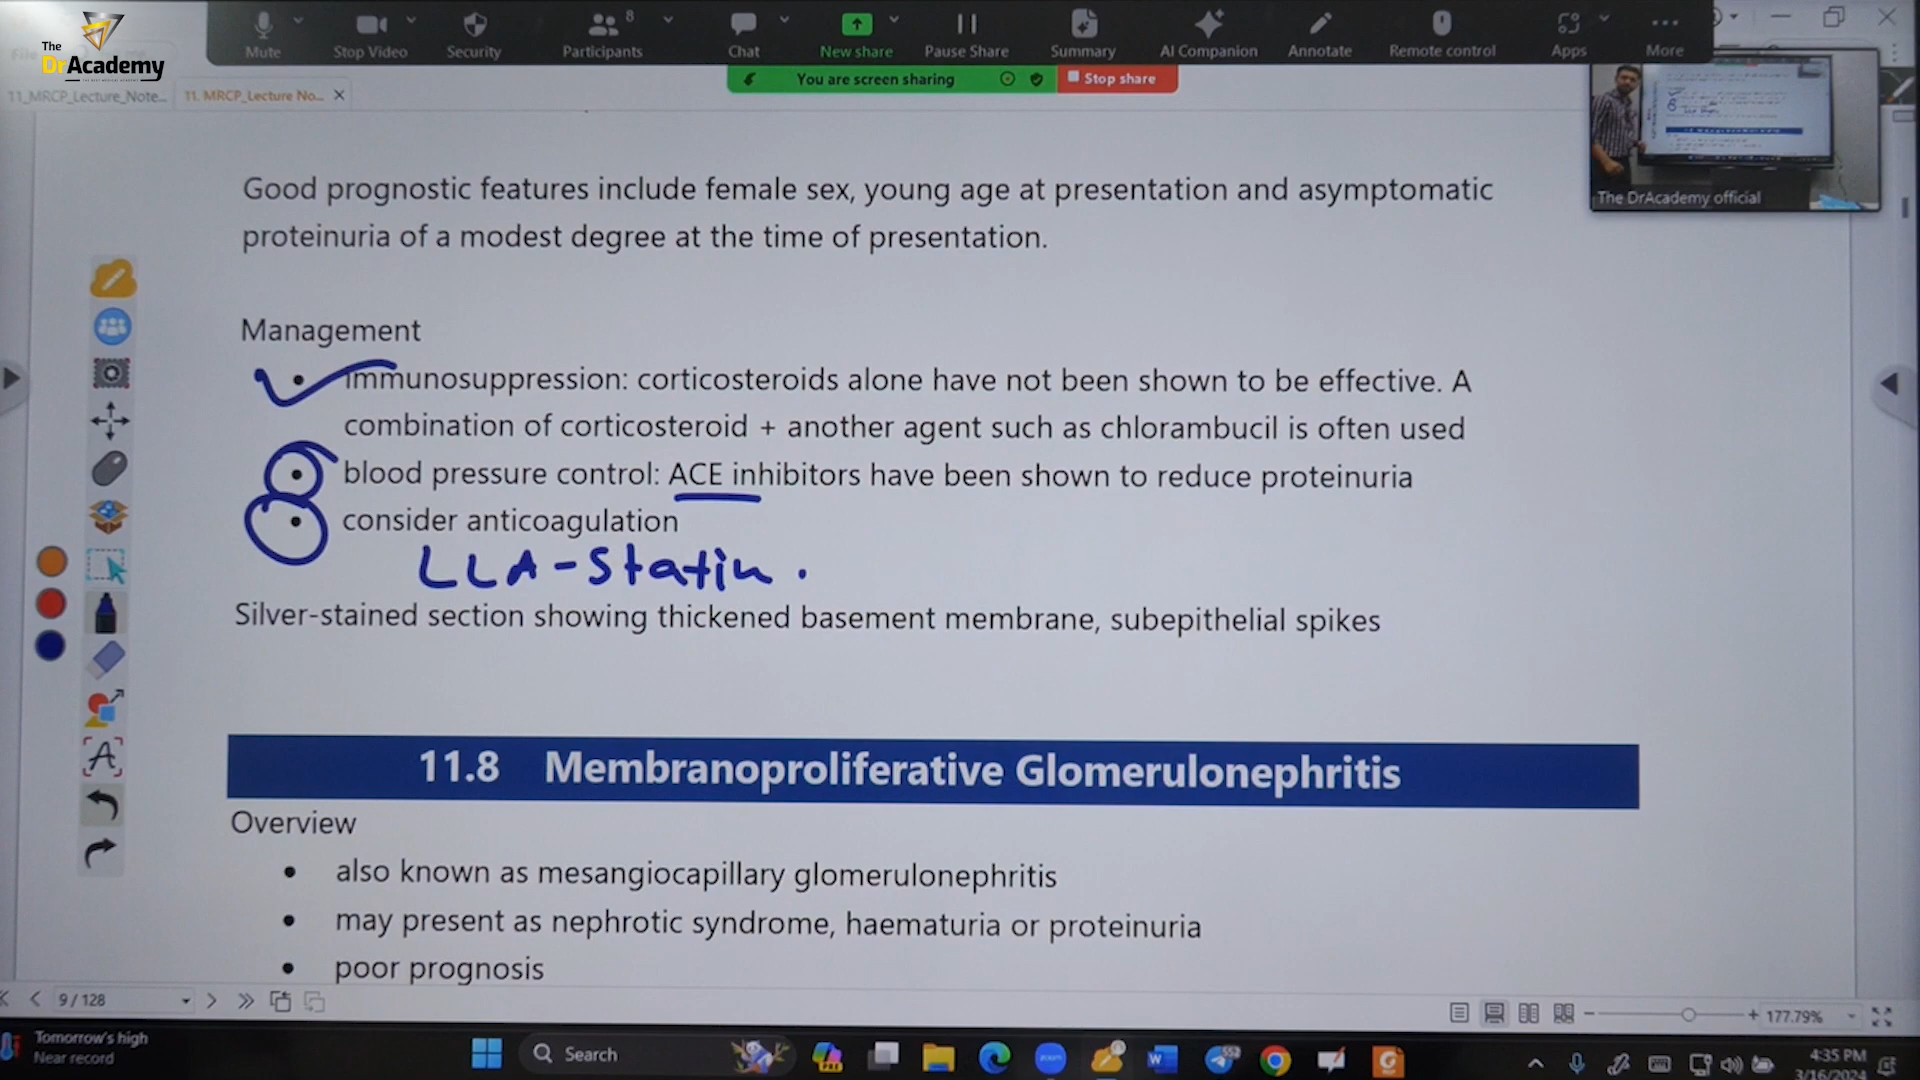 Mute
Stop Video
Security
Participants
8
Chat
New share
Pause Share
Summary
AI Companion
Annotate
Remote control
Apps
More
The
DrAcademy
You are screen sharing
Stop share
11_MRCP_Lecture_Note...
11. MRCP_Lecture No...
The DrAcademy official
Good prognostic features include female sex, young age at presentation and asymptomatic
proteinuria of a modest degree at the time of presentation.
Management
• immunosuppression: corticosteroids alone have not been shown to be effective. A
combination of corticosteroid + another agent such as chlorambucil is often used
• blood pressure control: ACE inhibitors have been shown to reduce proteinuria
• consider anticoagulation
LLA-Statin.
Silver-stained section showing thickened basement membrane, subepithelial spikes
11.8 Membranoproliferative Glomerulonephritis
Overview
• also known as mesangiocapillary glomerulonephritis
• may present as nephrotic syndrome, haematuria or proteinuria
• poor prognosis
9 / 128
177.79%
Tomorrow's high
Near record
Search
4:35 PM
3/16/2024